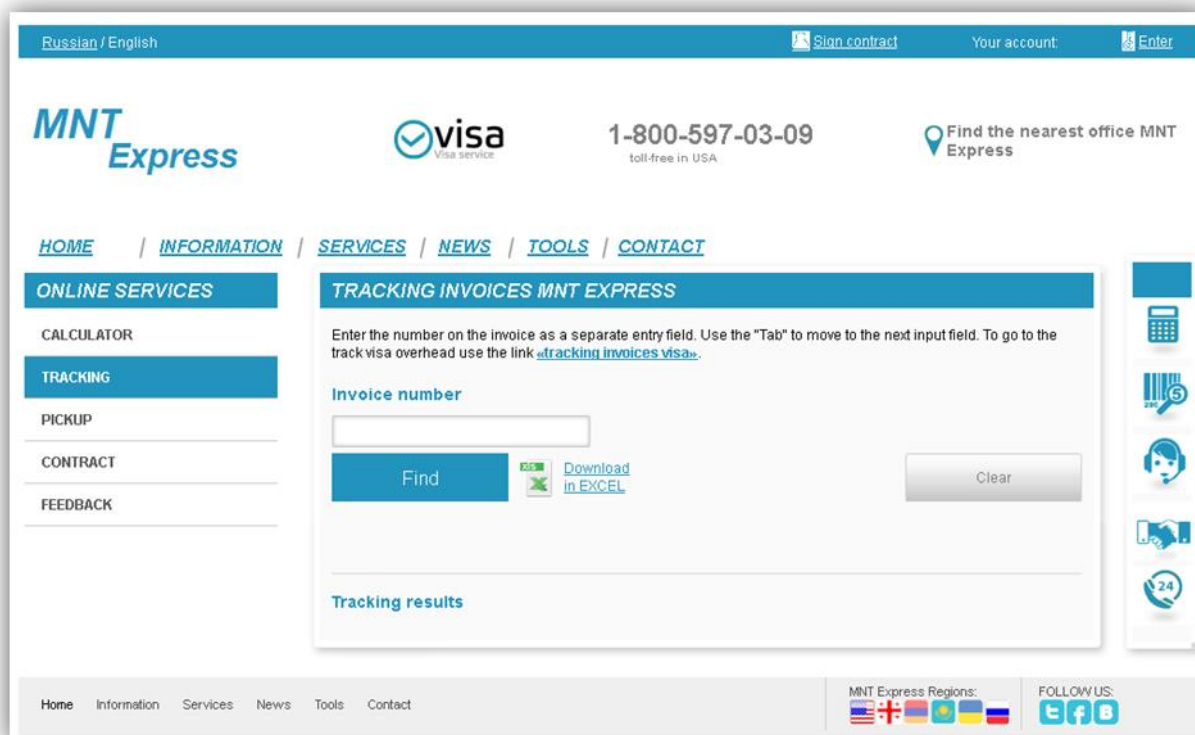 Russian / English
Sign contract
Your account:
Enter
MNT
Express
visa
Visa service
1-800-597-03-09
toll-free in USA
Find the nearest office MNT
Express
HOME / INFORMATION / SERVICES / NEWS / TOOLS / CONTACT
ONLINE SERVICES
CALCULATOR
TRACKING
PICKUP
CONTRACT
FEEDBACK
TRACKING INVOICES MNT EXPRESS
Enter the number on the invoice as a separate entry field. Use the "Tab" to move to the next input field. To go to the
track visa overhead use the link «tracking invoices visa».
Invoice number
Find
XLS
Download
in EXCEL
Clear
Tracking results
5
24
Home Information Services News Tools Contact
MNT Express Regions:
FOLLOW US: